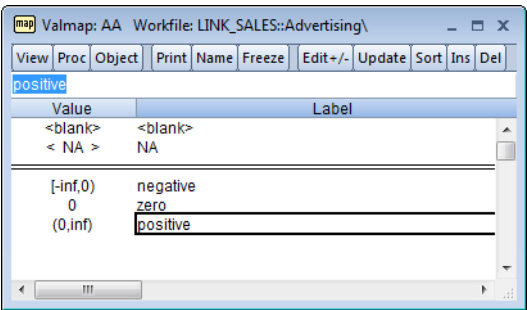 map Valmap: AA Workfile: LINK_SALES::Advertising\
View Proc Object Print Name Freeze Edit+/- Update Sort Ins Del
positive
Value Label
<blank> <blank>
< NA > NA
[-inf,0) negative
0 zero
(0,inf) positive